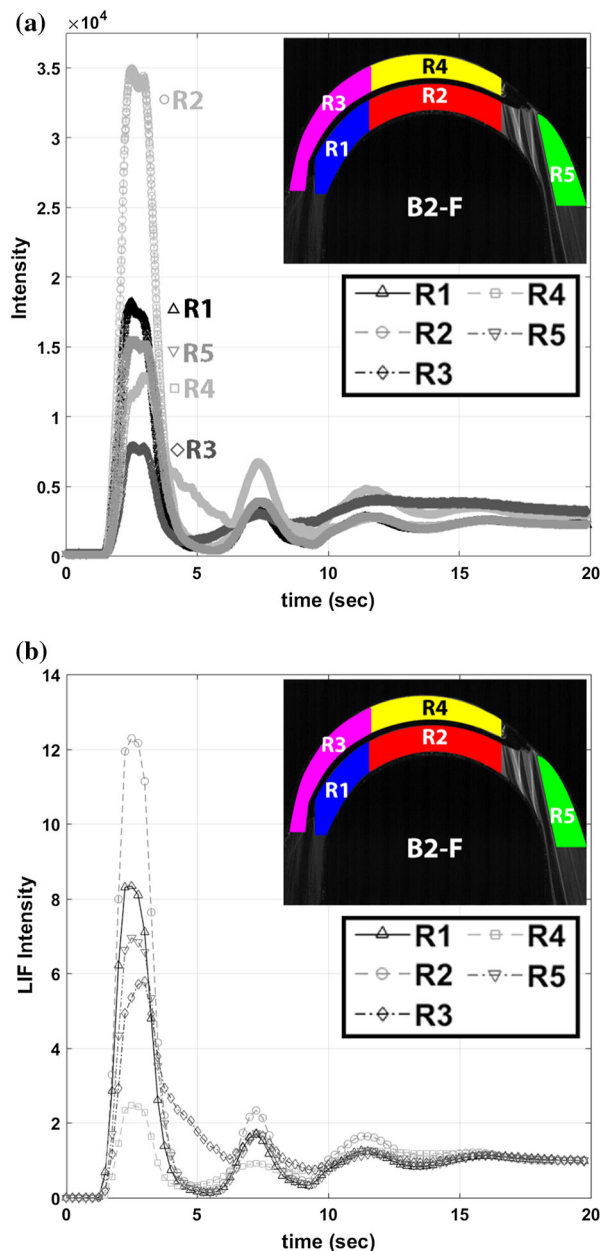 (a)
×10⁴
3.5
3
2.5
2
1.5
1
0.5
0
Intensity
0 5 10 15 20
time (sec)
R2
R1
R5
R4
R3
R4
R3 R2
R1
R5
B2-F
R1 R4
R2 R5
R3
(b)
14
12
10
8
6
4
2
0
LIF Intensity
0 5 10 15 20
time (sec)
R4
R3 R2
R1
R5
B2-F
R1 R4
R2 R5
R3